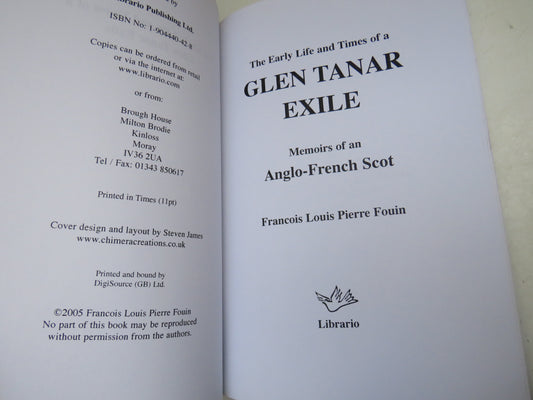 by
Librario Publishing Ltd.
ISBN No: 1-904440-42-8
Copies can be ordered from retail
or via the internet at:
www.librario.com
or from:
Brough House
Milton Brodie
Kinloss
Moray
IV36 2UA
Tel / Fax: 01343 850617
Printed in Times (11pt)
Cover design and layout by Steven James
www.chimeracreations.co.uk
Printed and bound by
DigiSource (GB) Ltd.
©2005 Francois Louis Pierre Fouin
No part of this book may be reproduced
without permission from the authors.
The Early Life and Times of a
GLEN TANAR
EXILE
Memoirs of an
Anglo-French Scot
Francois Louis Pierre Fouin
Librario